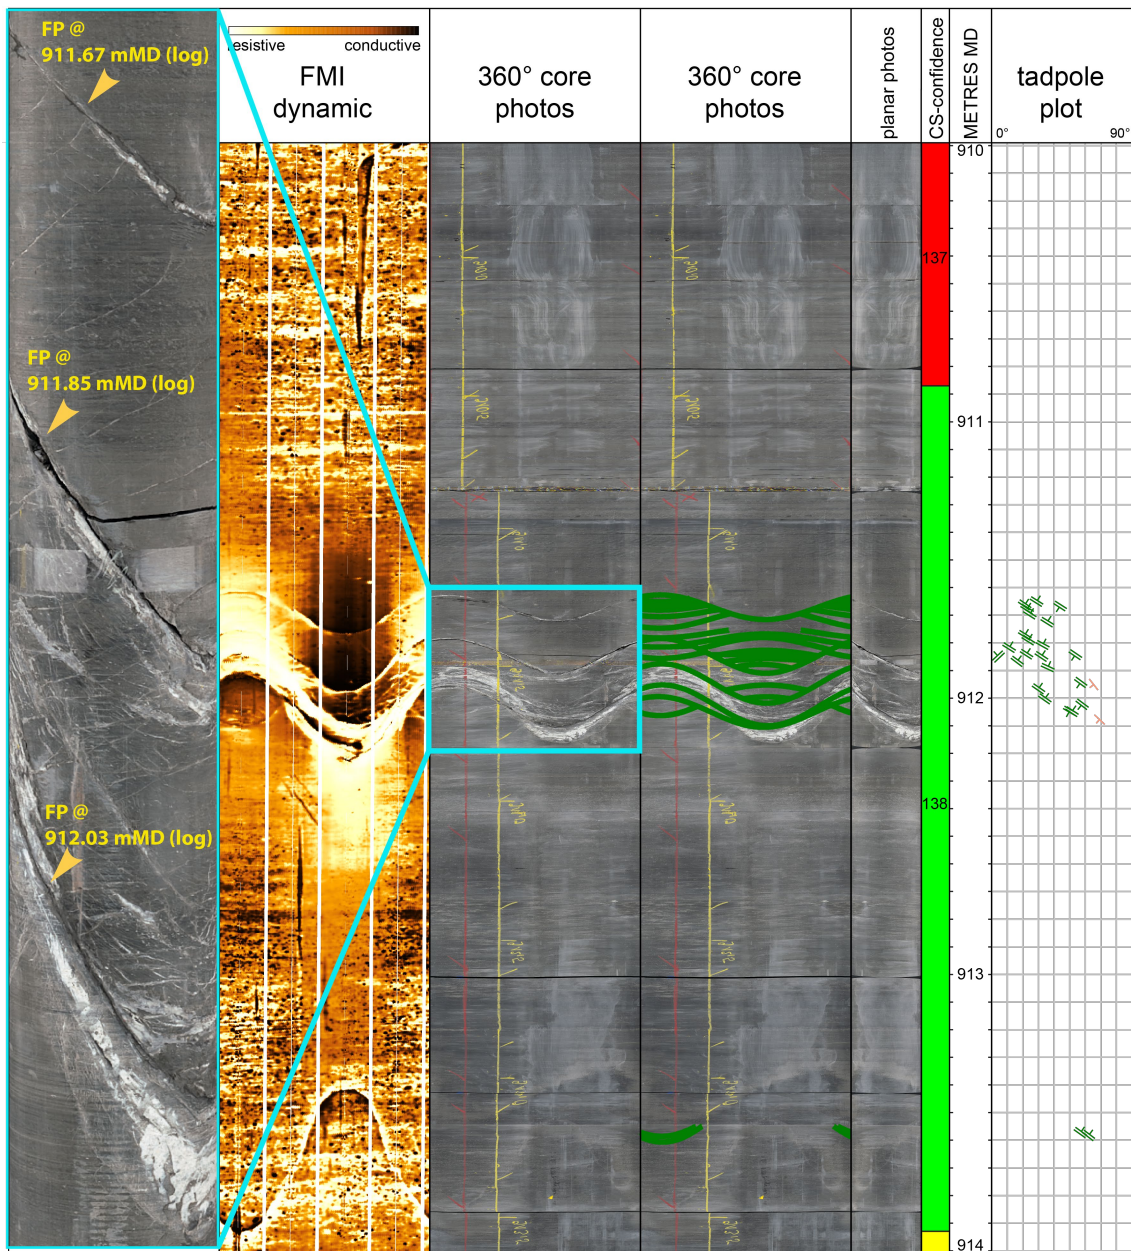 FP @
911.67 mMD (log)
FP @
911.85 mMD (log)
FP @
912.03 mMD (log)
resistive conductive
FMI
dynamic
360° core
photos
360° core
photos
planar photos
CS-confidence
METRES MD
tadpole
plot
0° 90°
910
137
911
912
138
913
914